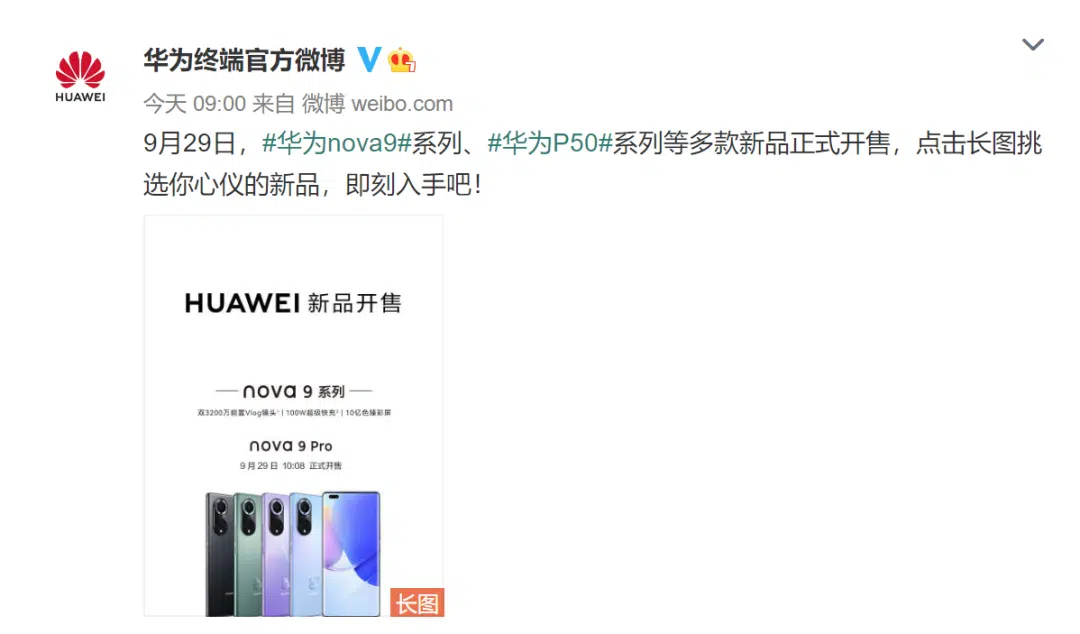 HUAWEI
华为终端官方微博
今天 09:00 来自 微博 weibo.com
9月29日，#华为nova9#系列、#华为P50#系列等多款新品正式开售，点击长图挑
选你心仪的新品，即刻入手吧！
HUAWEI 新品开售
nova 9 系列
双3200万前置Vlog镜头¹ | 100W超级快充² | 10亿色臻彩屏
nova 9 Pro
9月29日 10:08 正式开售
长图